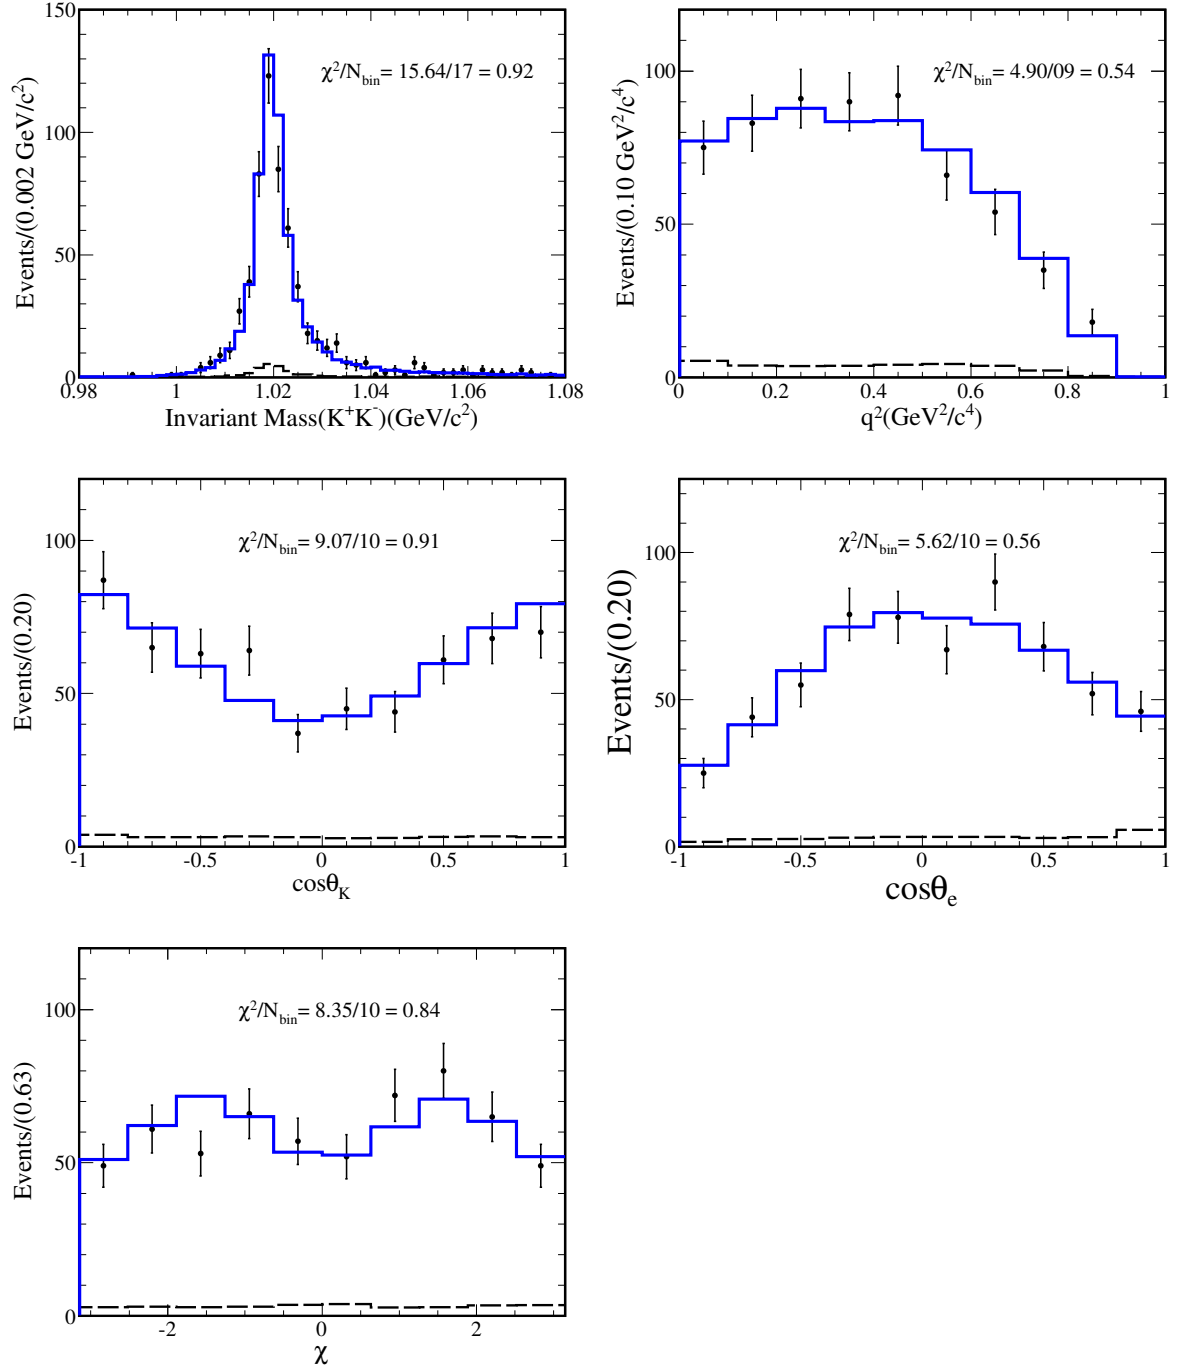 150
100
50
0
Events/(0.002 GeV/c²)
χ²/N_bin= 15.64/17 = 0.92
0.98 1 1.02 1.04 1.06 1.08
Invariant Mass(K⁺K⁻)(GeV/c²)
100
50
0
Events/(0.10 GeV²/c⁴)
χ²/N_bin= 4.90/09 = 0.54
0 0.2 0.4 0.6 0.8 1
q²(GeV²/c⁴)
100
50
0
Events/(0.20)
χ²/N_bin= 9.07/10 = 0.91
-1 -0.5 0 0.5 1
cosθ_K
100
50
0
Events/(0.20)
χ²/N_bin= 5.62/10 = 0.56
-1 -0.5 0 0.5 1
cosθ_e
100
50
0
Events/(0.63)
χ²/N_bin= 8.35/10 = 0.84
-2 0 2
χ